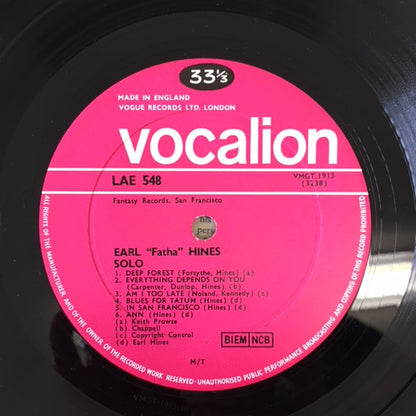 33⅓
MADE IN ENGLAND
VOGUE RECORDS LTD. LONDON
vocalion
LAE 548
VMGT.1913
(3238)
Fantasy Records, San Francisco
EARL "Fatha" HINES
SOLO
1. DEEP FOREST (Forsythe, Hines) (a)
2. EVERYTHING DEPENDS ON YOU
(Carpenter, Dunlop, Hines) (b)
3. AM I TOO LATE (Noland, Kennedy) (c)
4. BLUES FOR TATUM (Hines) (d)
5. IN SAN FRANCISCO (Hines) (d)
6. ANN (Hines) (d)
(a) Keith Prowse
(b) Chappell
(c) Copyright Control
(d) Earl Hines
BIEM NCB
M/T
ALL RIGHTS OF THE MANUFACTURER AND OF THE OWNER OF THE RECORDED WORK RESERVED · UNAUTHORISED PUBLIC PERFORMANCE BROADCASTING AND COPYING OF THIS RECORD PROHIBITED